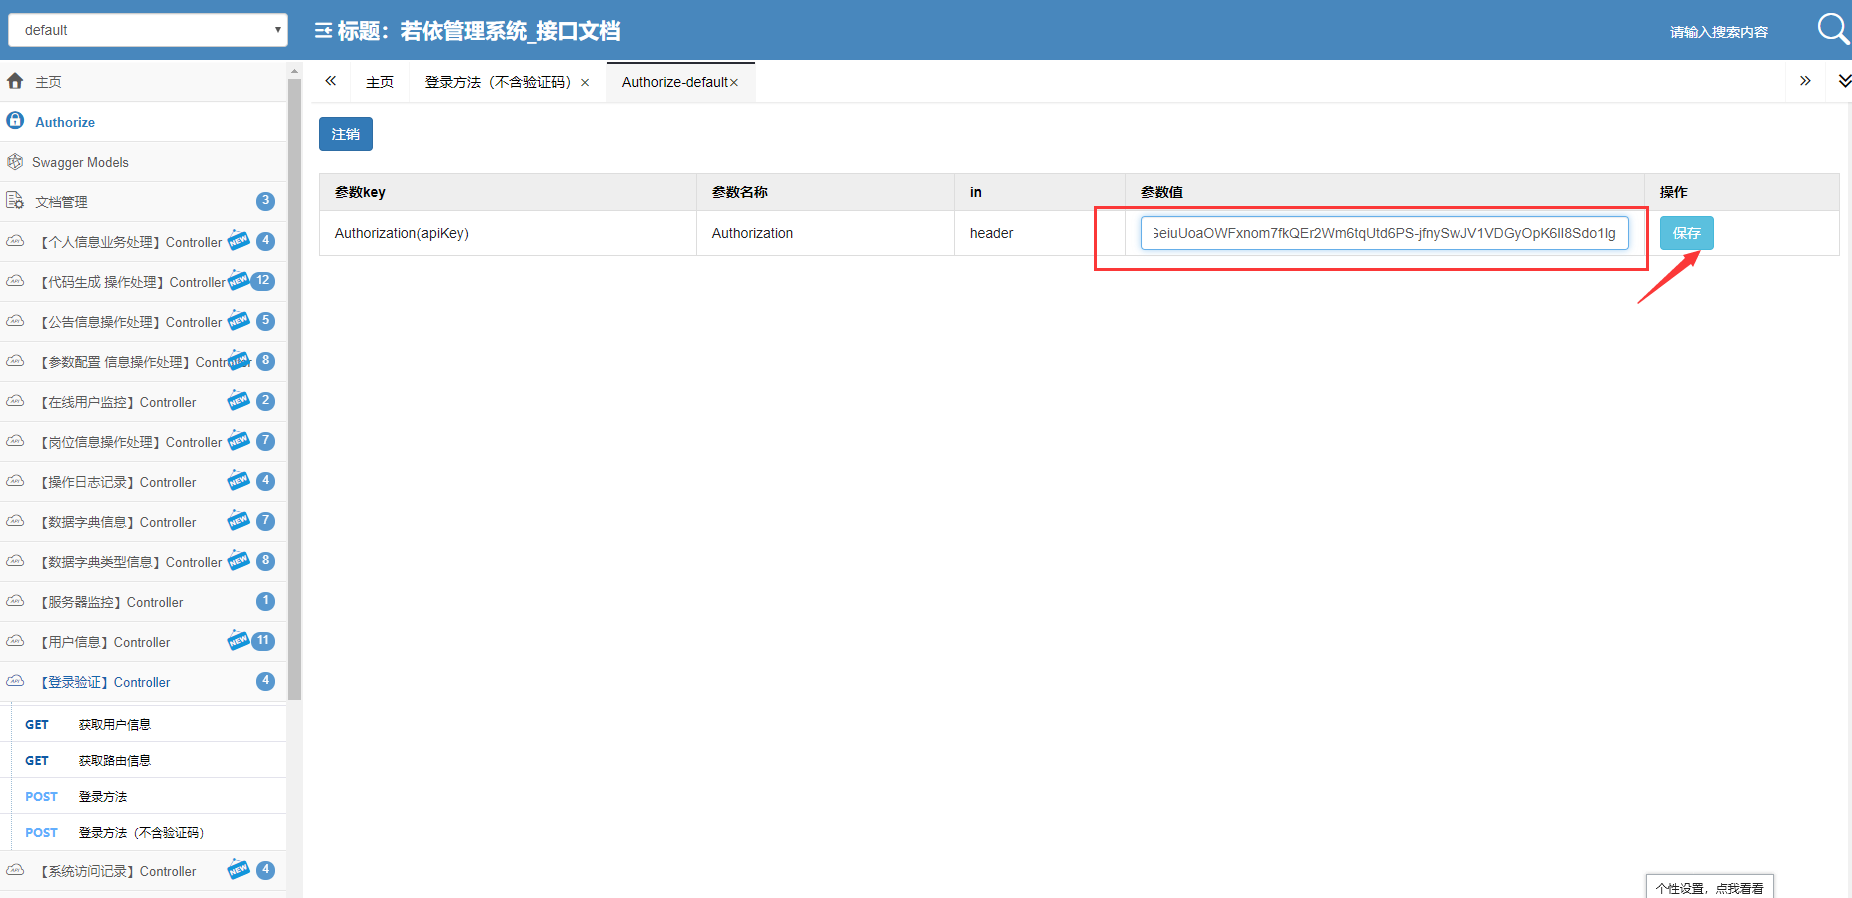 default
标题：若依管理系统_接口文档
请输入搜索内容
主页
Authorize
Swagger Models
文档管理 3
【个人信息业务处理】Controller NEW 4
【代码生成 操作处理】Controller NEW 12
【公告信息操作处理】Controller NEW 5
【参数配置 信息操作处理】Controller NEW 8
【在线用户监控】Controller NEW 2
【岗位信息操作处理】Controller NEW 7
【操作日志记录】Controller NEW 4
【数据字典信息】Controller NEW 7
【数据字典类型信息】Controller NEW 8
【服务器监控】Controller 1
【用户信息】Controller NEW 11
【登录验证】Controller 4
GET 获取用户信息
GET 获取路由信息
POST 登录方法
POST 登录方法（不含验证码）
【系统访问记录】Controller NEW 4
主页 登录方法（不含验证码）× Authorize-default×
注销
参数key 参数名称 in 参数值 操作
Authorization(apiKey) Authorization header GeiuUoaOWFxnom7fkQEr2Wm6tqUtd6PS-jfnySwJV1VDGyOpK6Il8Sdo1lg 保存
个性设置，点我看看